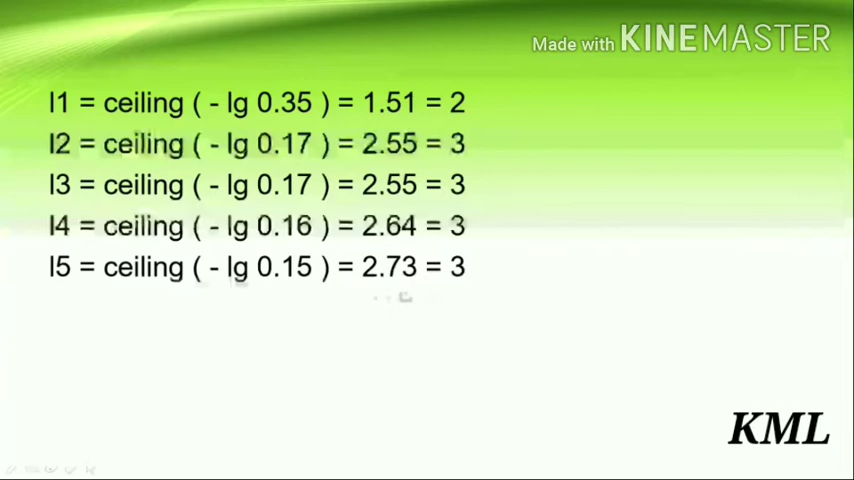 Made with KINEMASTER
l1 = ceiling ( - lg 0.35 ) = 1.51 = 2
l2 = ceiling ( - lg 0.17 ) = 2.55 = 3
l3 = ceiling ( - lg 0.17 ) = 2.55 = 3
l4 = ceiling ( - lg 0.16 ) = 2.64 = 3
l5 = ceiling ( - lg 0.15 ) = 2.73 = 3
KML